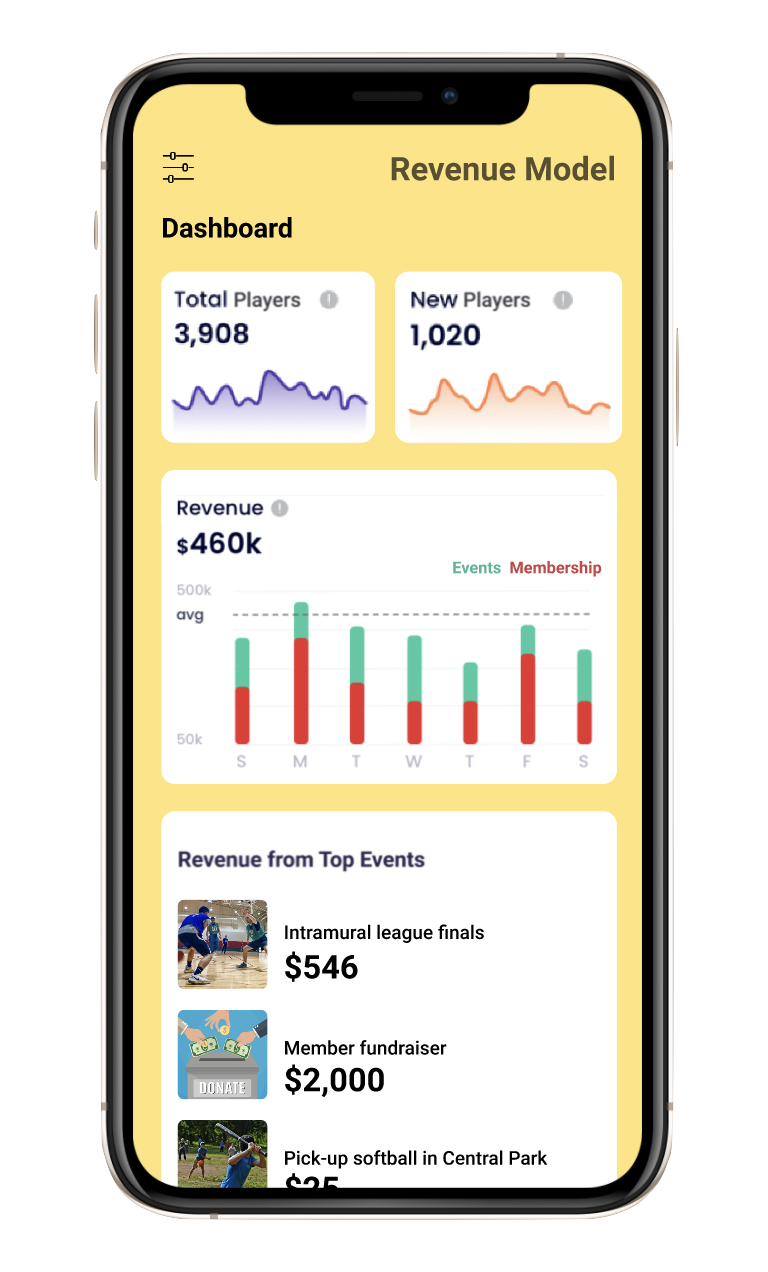 Revenue Model
Dashboard
Total Players
3,908
New Players
1,020
Revenue
$460k
Events Membership
500k
avg
50k
S M T W T F S
Revenue from Top Events
Intramural league finals
$546
Member fundraiser
$2,000
DONATE
Pick-up softball in Central Park
$25